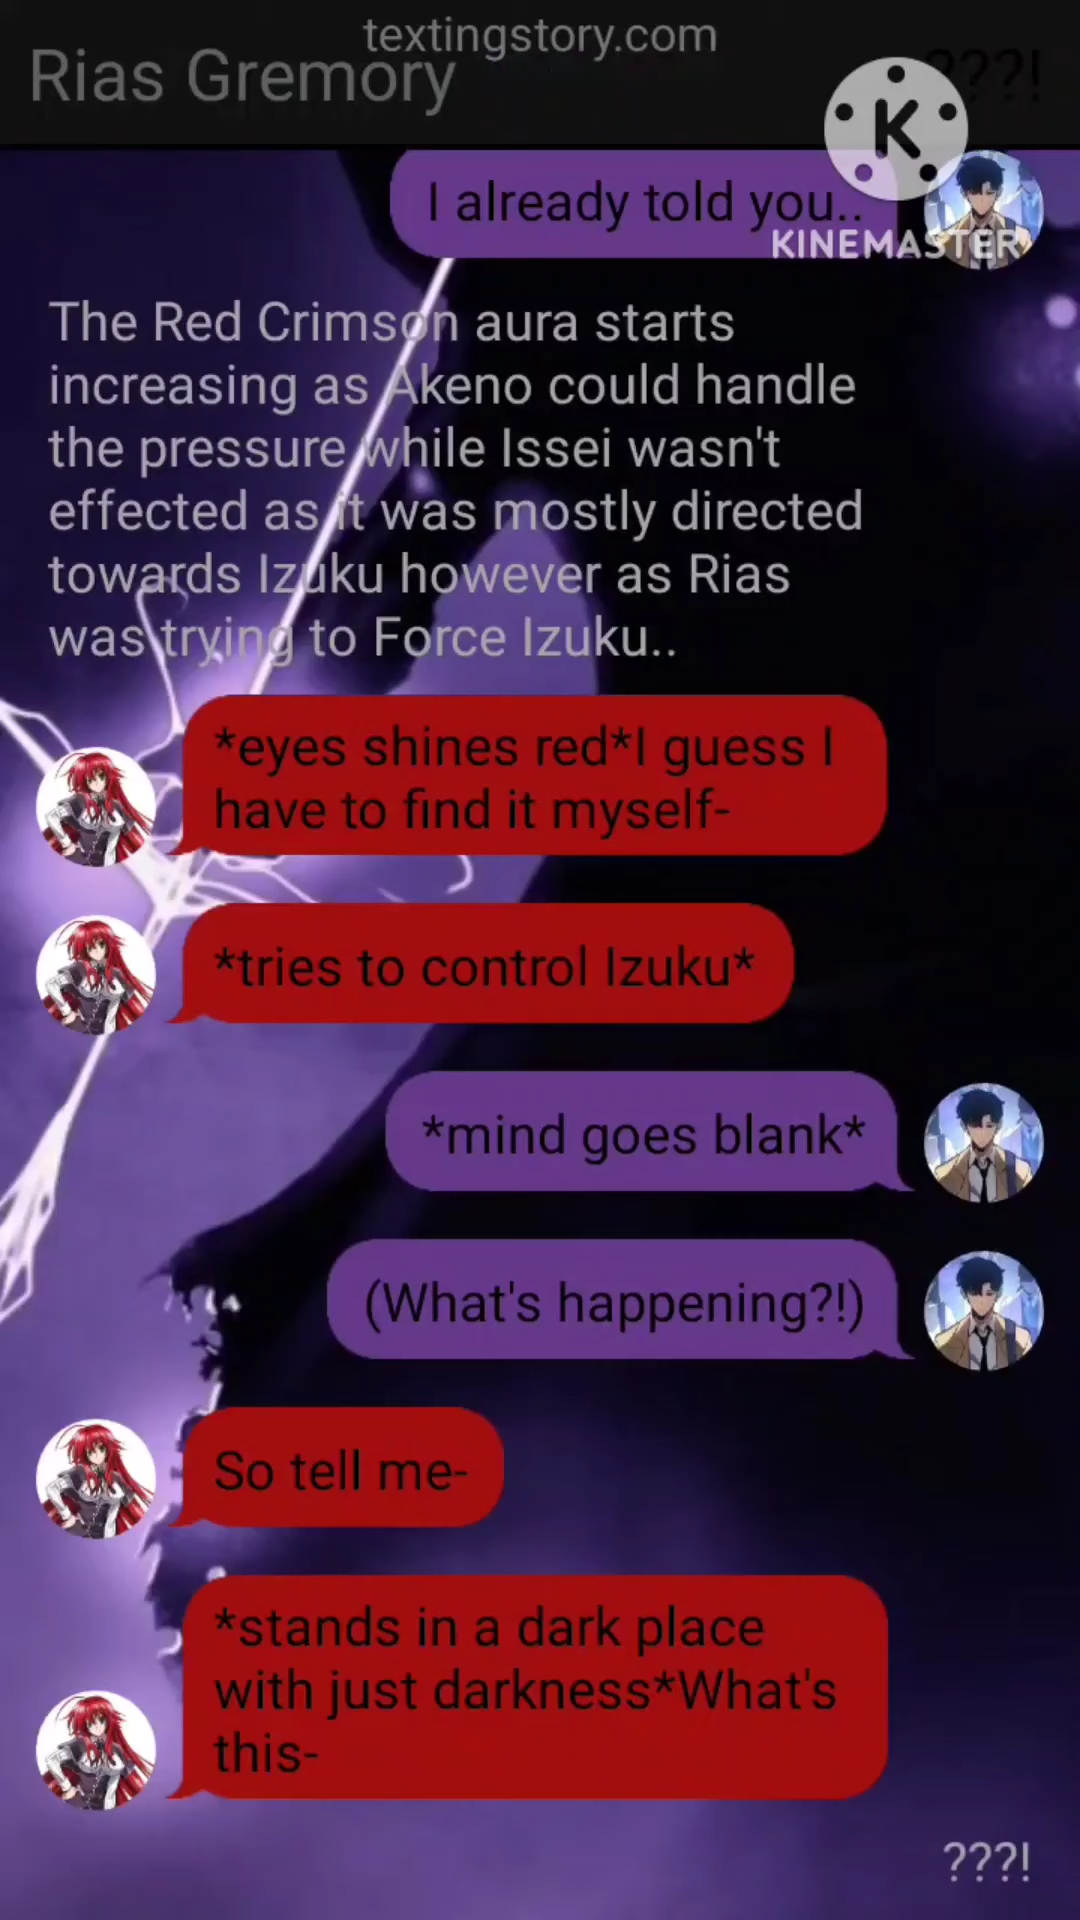 textingstory.com
Rias Gremory
???!
K
KINEMASTER
I already told you..
The Red Crimson aura starts
increasing as Akeno could handle
the pressure while Issei wasn't
effected as it was mostly directed
towards Izuku however as Rias
was trying to Force Izuku..
*eyes shines red*I guess I
have to find it myself-
*tries to control Izuku*
*mind goes blank*
(What's happening?!)
So tell me-
*stands in a dark place
with just darkness*What's
this-
???!